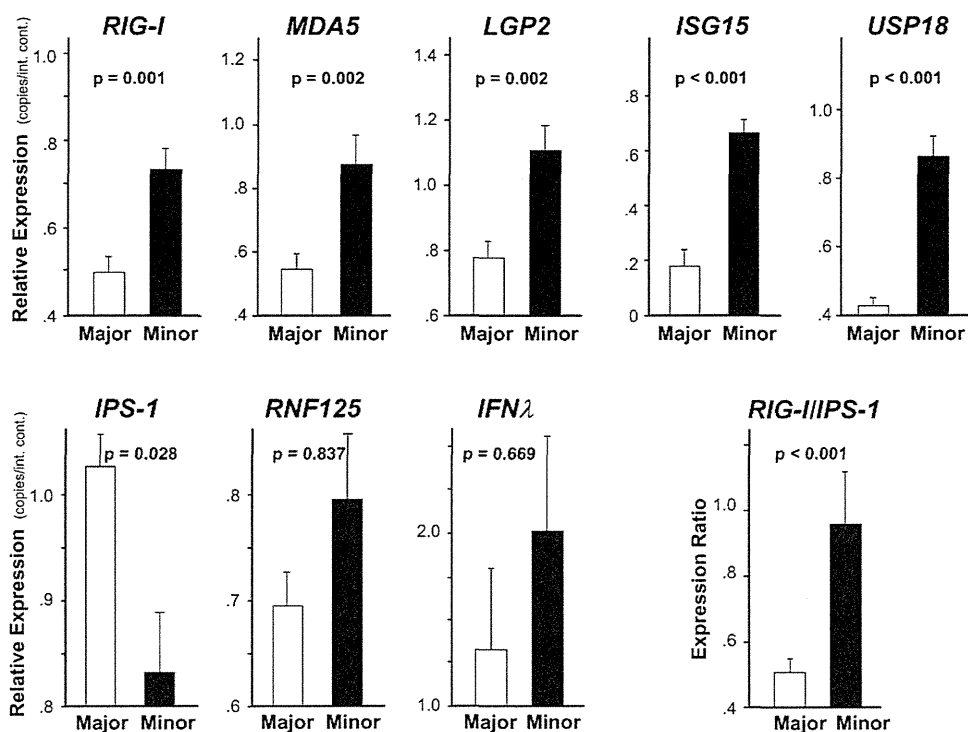 RIG-I
MDA5
LGP2
ISG15
USP18
Relative Expression (copies/int. cont.)
1.0
.8
.6
.4
p = 0.001
Major Minor
1.2
1.0
.8
.6
.4
p = 0.002
Major Minor
1.4
1.2
1.0
.8
.6
p = 0.002
Major Minor
.8
.6
.4
.2
0
p < 0.001
Major Minor
1.0
.8
.6
.4
p < 0.001
Major Minor
IPS-1
RNF125
IFNλ
RIG-I/IPS-1
Relative Expression (copies/int. cont.)
1.0
.9
.8
p = 0.028
Major Minor
.8
.7
.6
p = 0.837
Major Minor
2.0
1.0
p = 0.669
Major Minor
Expression Ratio
1.0
.8
.6
.4
p < 0.001
Major Minor